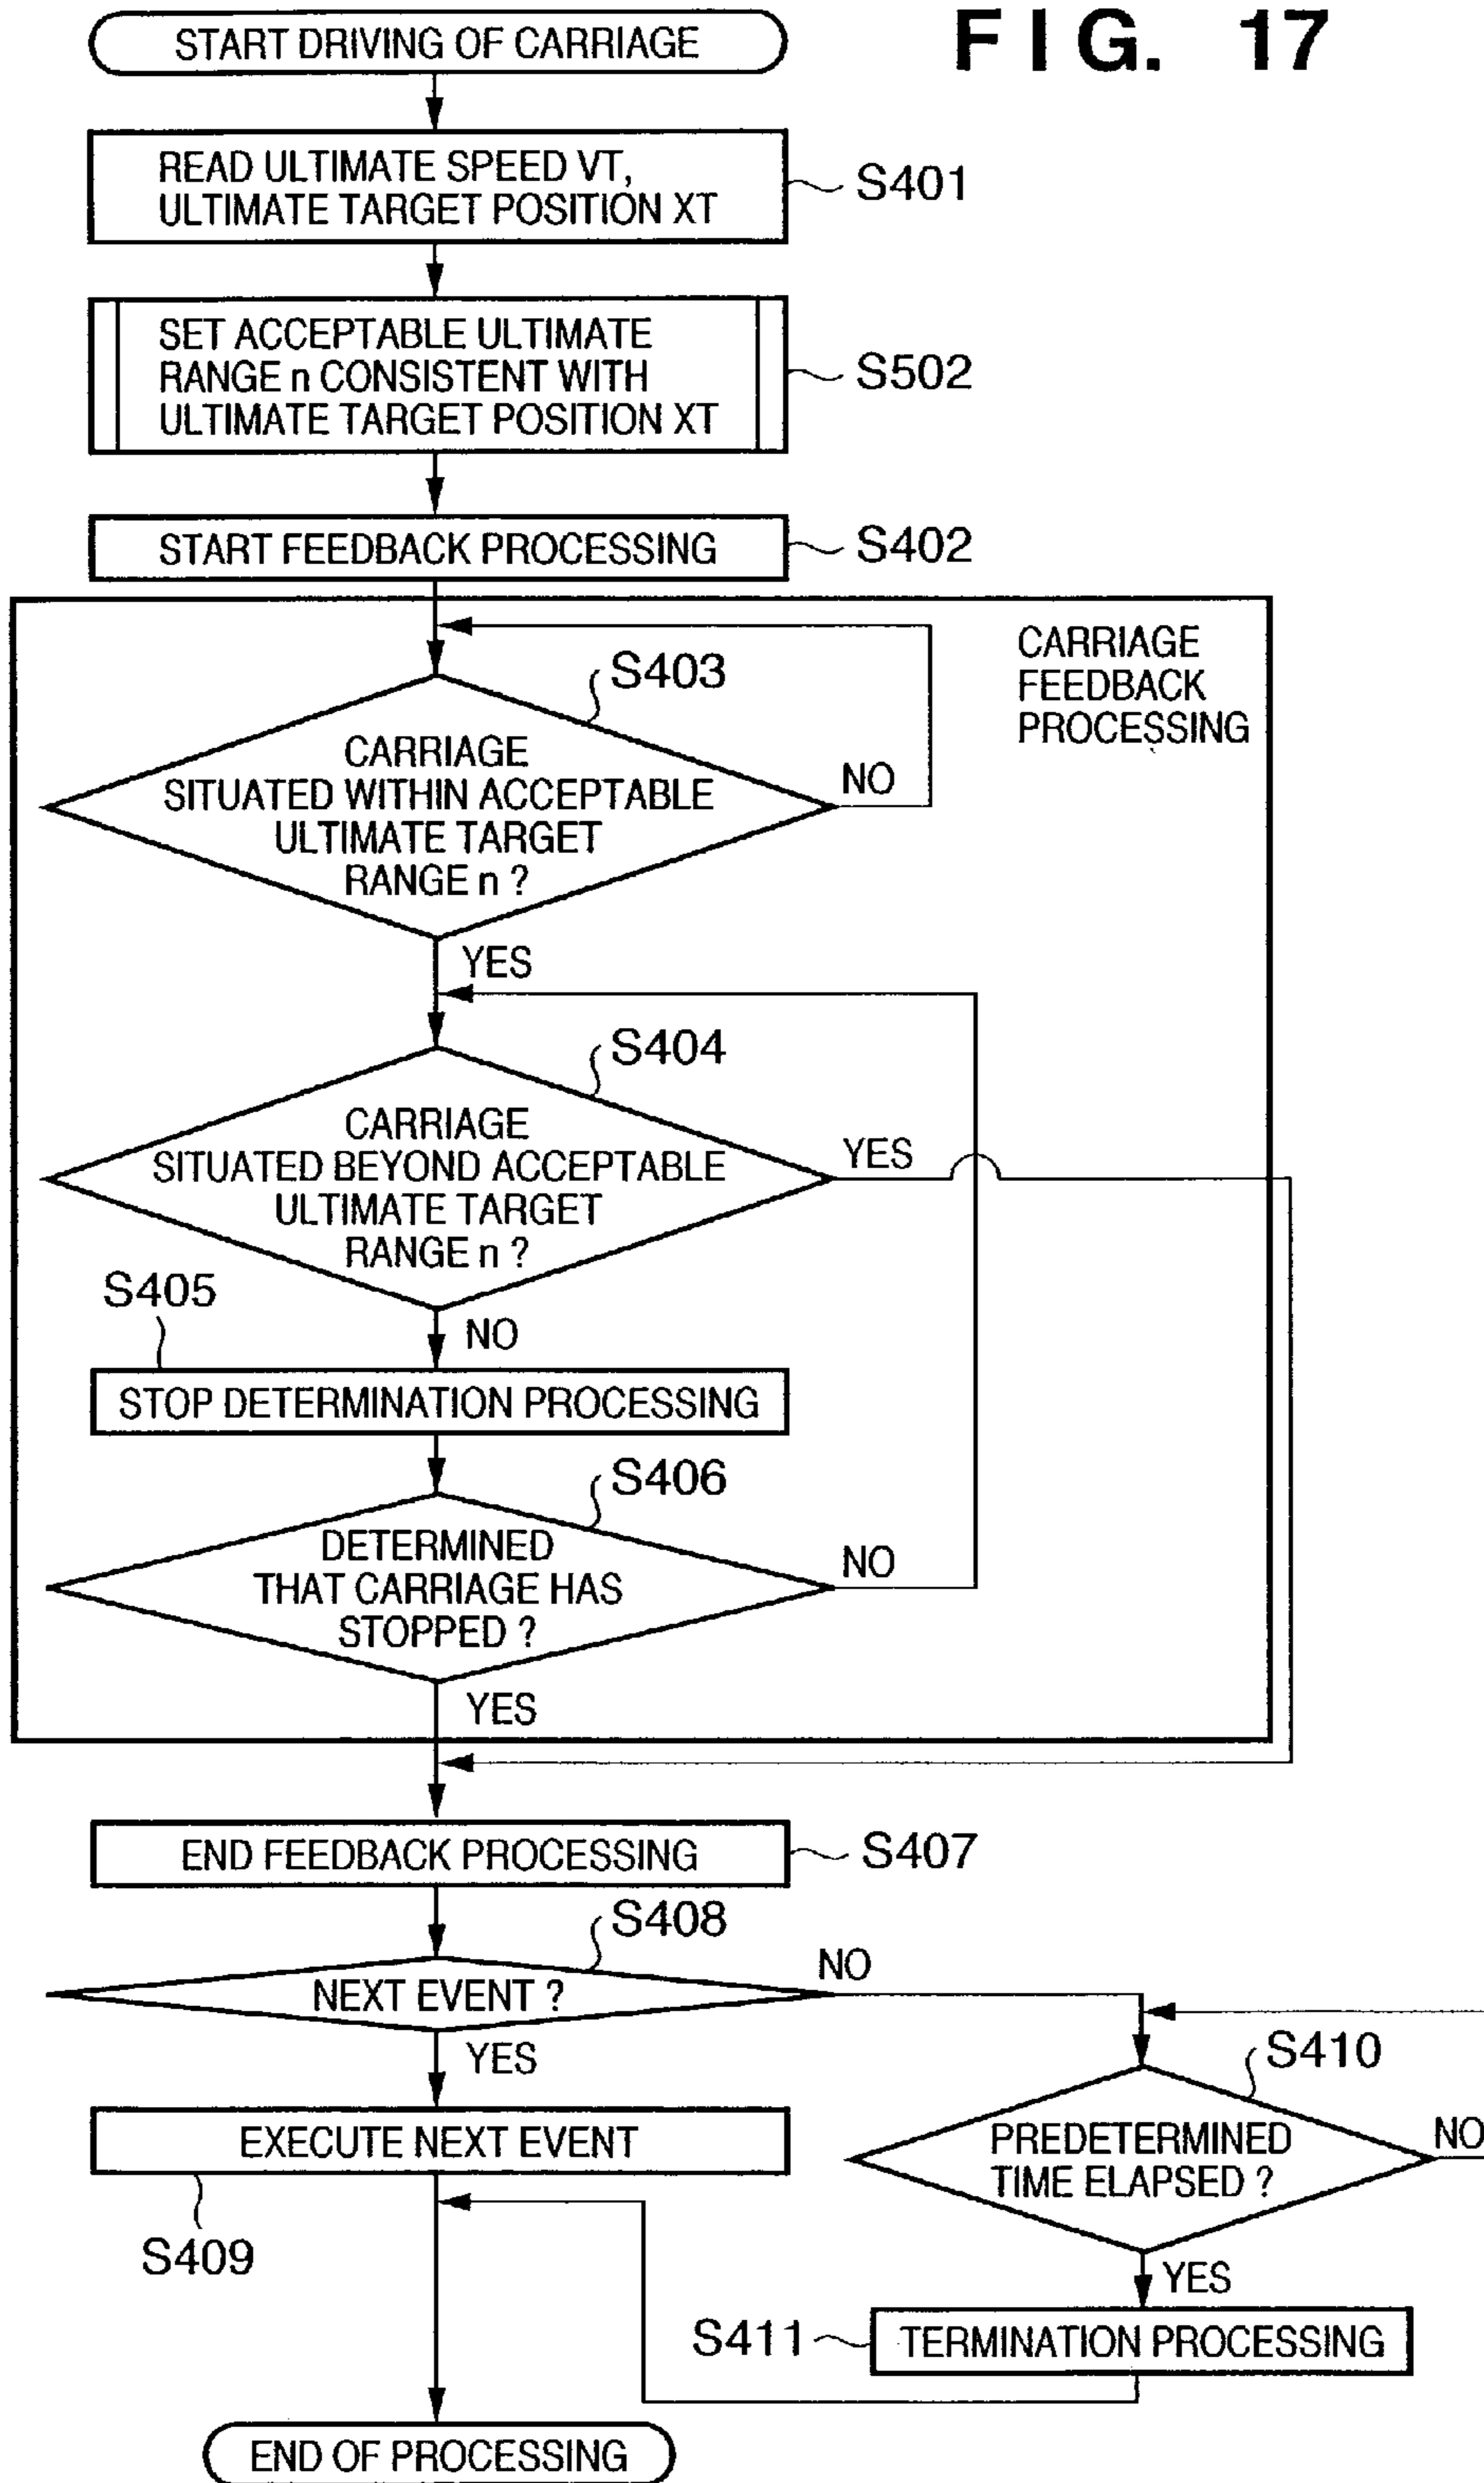 FIG. 17
START DRIVING OF CARRIAGE
READ ULTIMATE SPEED VT,
ULTIMATE TARGET POSITION XT
S401
SET ACCEPTABLE ULTIMATE
RANGE n CONSISTENT WITH
ULTIMATE TARGET POSITION XT
S502
START FEEDBACK PROCESSING
S402
CARRIAGE
FEEDBACK
PROCESSING
S403
CARRIAGE
SITUATED WITHIN ACCEPTABLE
ULTIMATE TARGET
RANGE n ?
NO
YES
S404
CARRIAGE
SITUATED BEYOND ACCEPTABLE
ULTIMATE TARGET
RANGE n ?
YES
NO
S405
STOP DETERMINATION PROCESSING
S406
DETERMINED
THAT CARRIAGE HAS
STOPPED ?
NO
YES
END FEEDBACK PROCESSING
S407
S408
NEXT EVENT ?
NO
YES
EXECUTE NEXT EVENT
S409
S410
PREDETERMINED
TIME ELAPSED ?
NO
YES
S411
TERMINATION PROCESSING
END OF PROCESSING